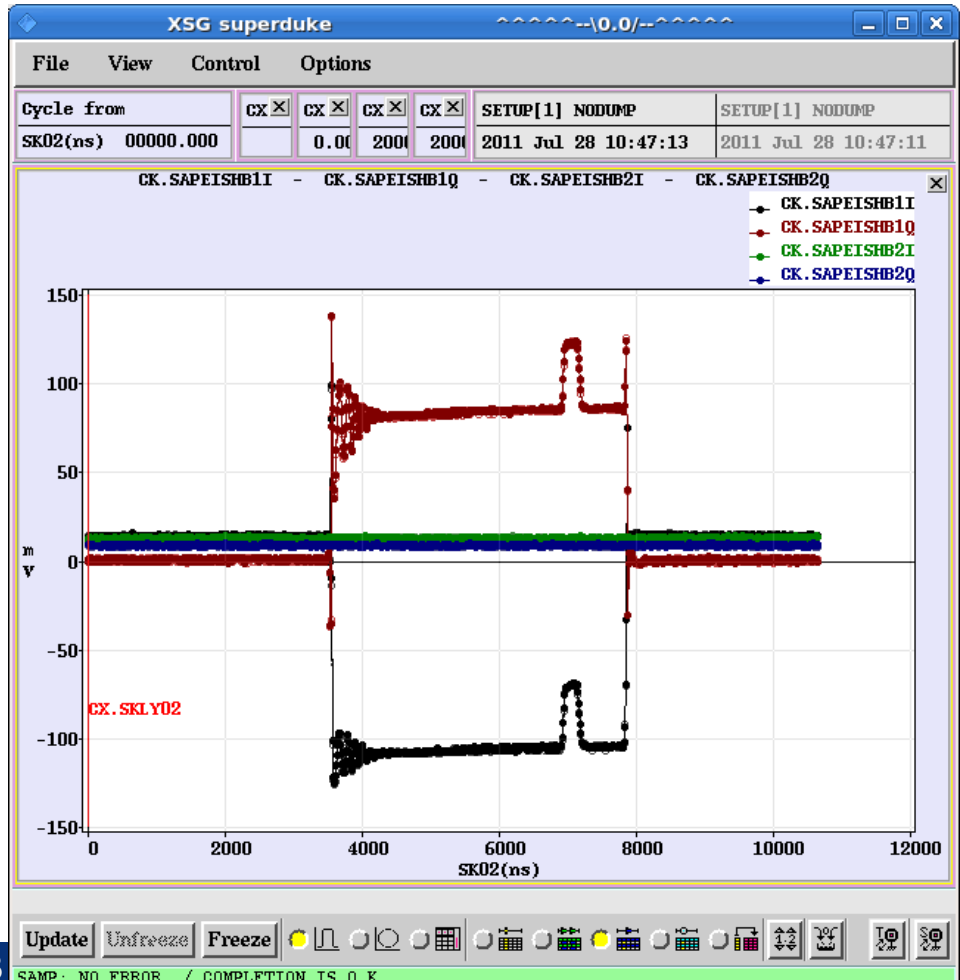 XSG superduke ^^^^^--\0.0/--^^^^^
File View Control Options
Cycle from
SK02(ns) 00000.000
CX CX CX CX
0.00 2000 2000
SETUP[1] NODUMP
2011 Jul 28 10:47:13
SETUP[1] NODUMP
2011 Jul 28 10:47:11
CK.SAPEISHB1I - CK.SAPEISHB1Q - CK.SAPEISHB2I - CK.SAPEISHB2Q
CK.SAPEISHB1I
CK.SAPEISHB1Q
CK.SAPEISHB2I
CK.SAPEISHB2Q
150
100
50
m
V
0
-50
CX.SKLY02
-100
-150
0 2000 4000 6000 8000 10000 12000
SK02(ns)
Update Unfreeze Freeze
SAMP: NO ERROR / COMPLETION IS O.K.